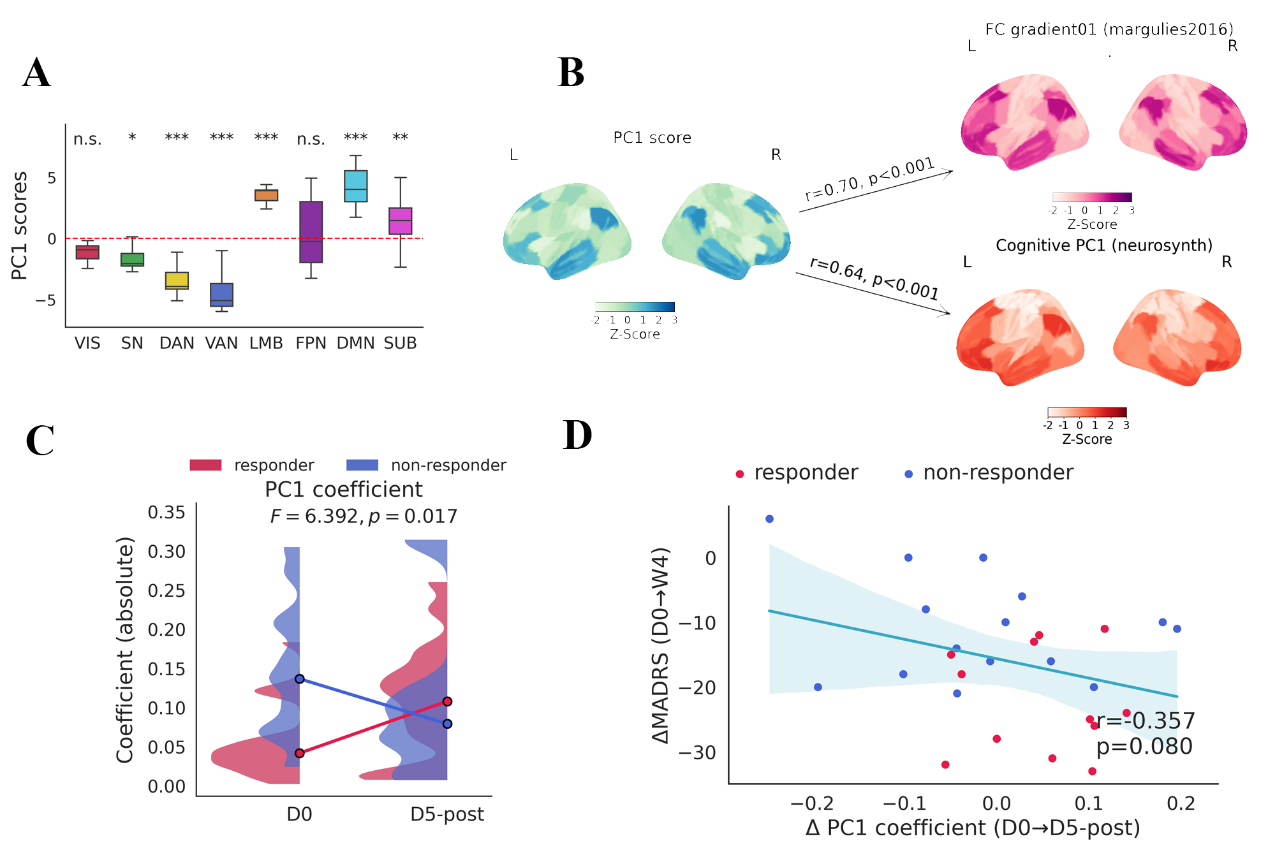 A
n.s. * *** *** *** n.s. *** **
PC1 scores
5
0
−5
VIS SN DAN VAN LMB FPN DMN SUB
B
PC1 score
L R
-2 -1 0 1 2 3
Z-Score
r=0.70, p<0.001
r=0.64, p<0.001
FC gradient01 (margulies2016)
L R
-2 -1 0 1 2 3
Z-Score
Cognitive PC1 (neurosynth)
L R
-2 -1 0 1 2 3
Z-Score
C
responder non-responder
PC1 coefficient
F = 6.392, p = 0.017
Coefficient (absolute)
0.35
0.30
0.25
0.20
0.15
0.10
0.05
0.00
D0 D5-post
D
responder non-responder
ΔMADRS (D0→W4)
0
−10
−20
−30
r=-0.357
p=0.080
−0.2 −0.1 0.0 0.1 0.2
Δ PC1 coefficient (D0→D5-post)